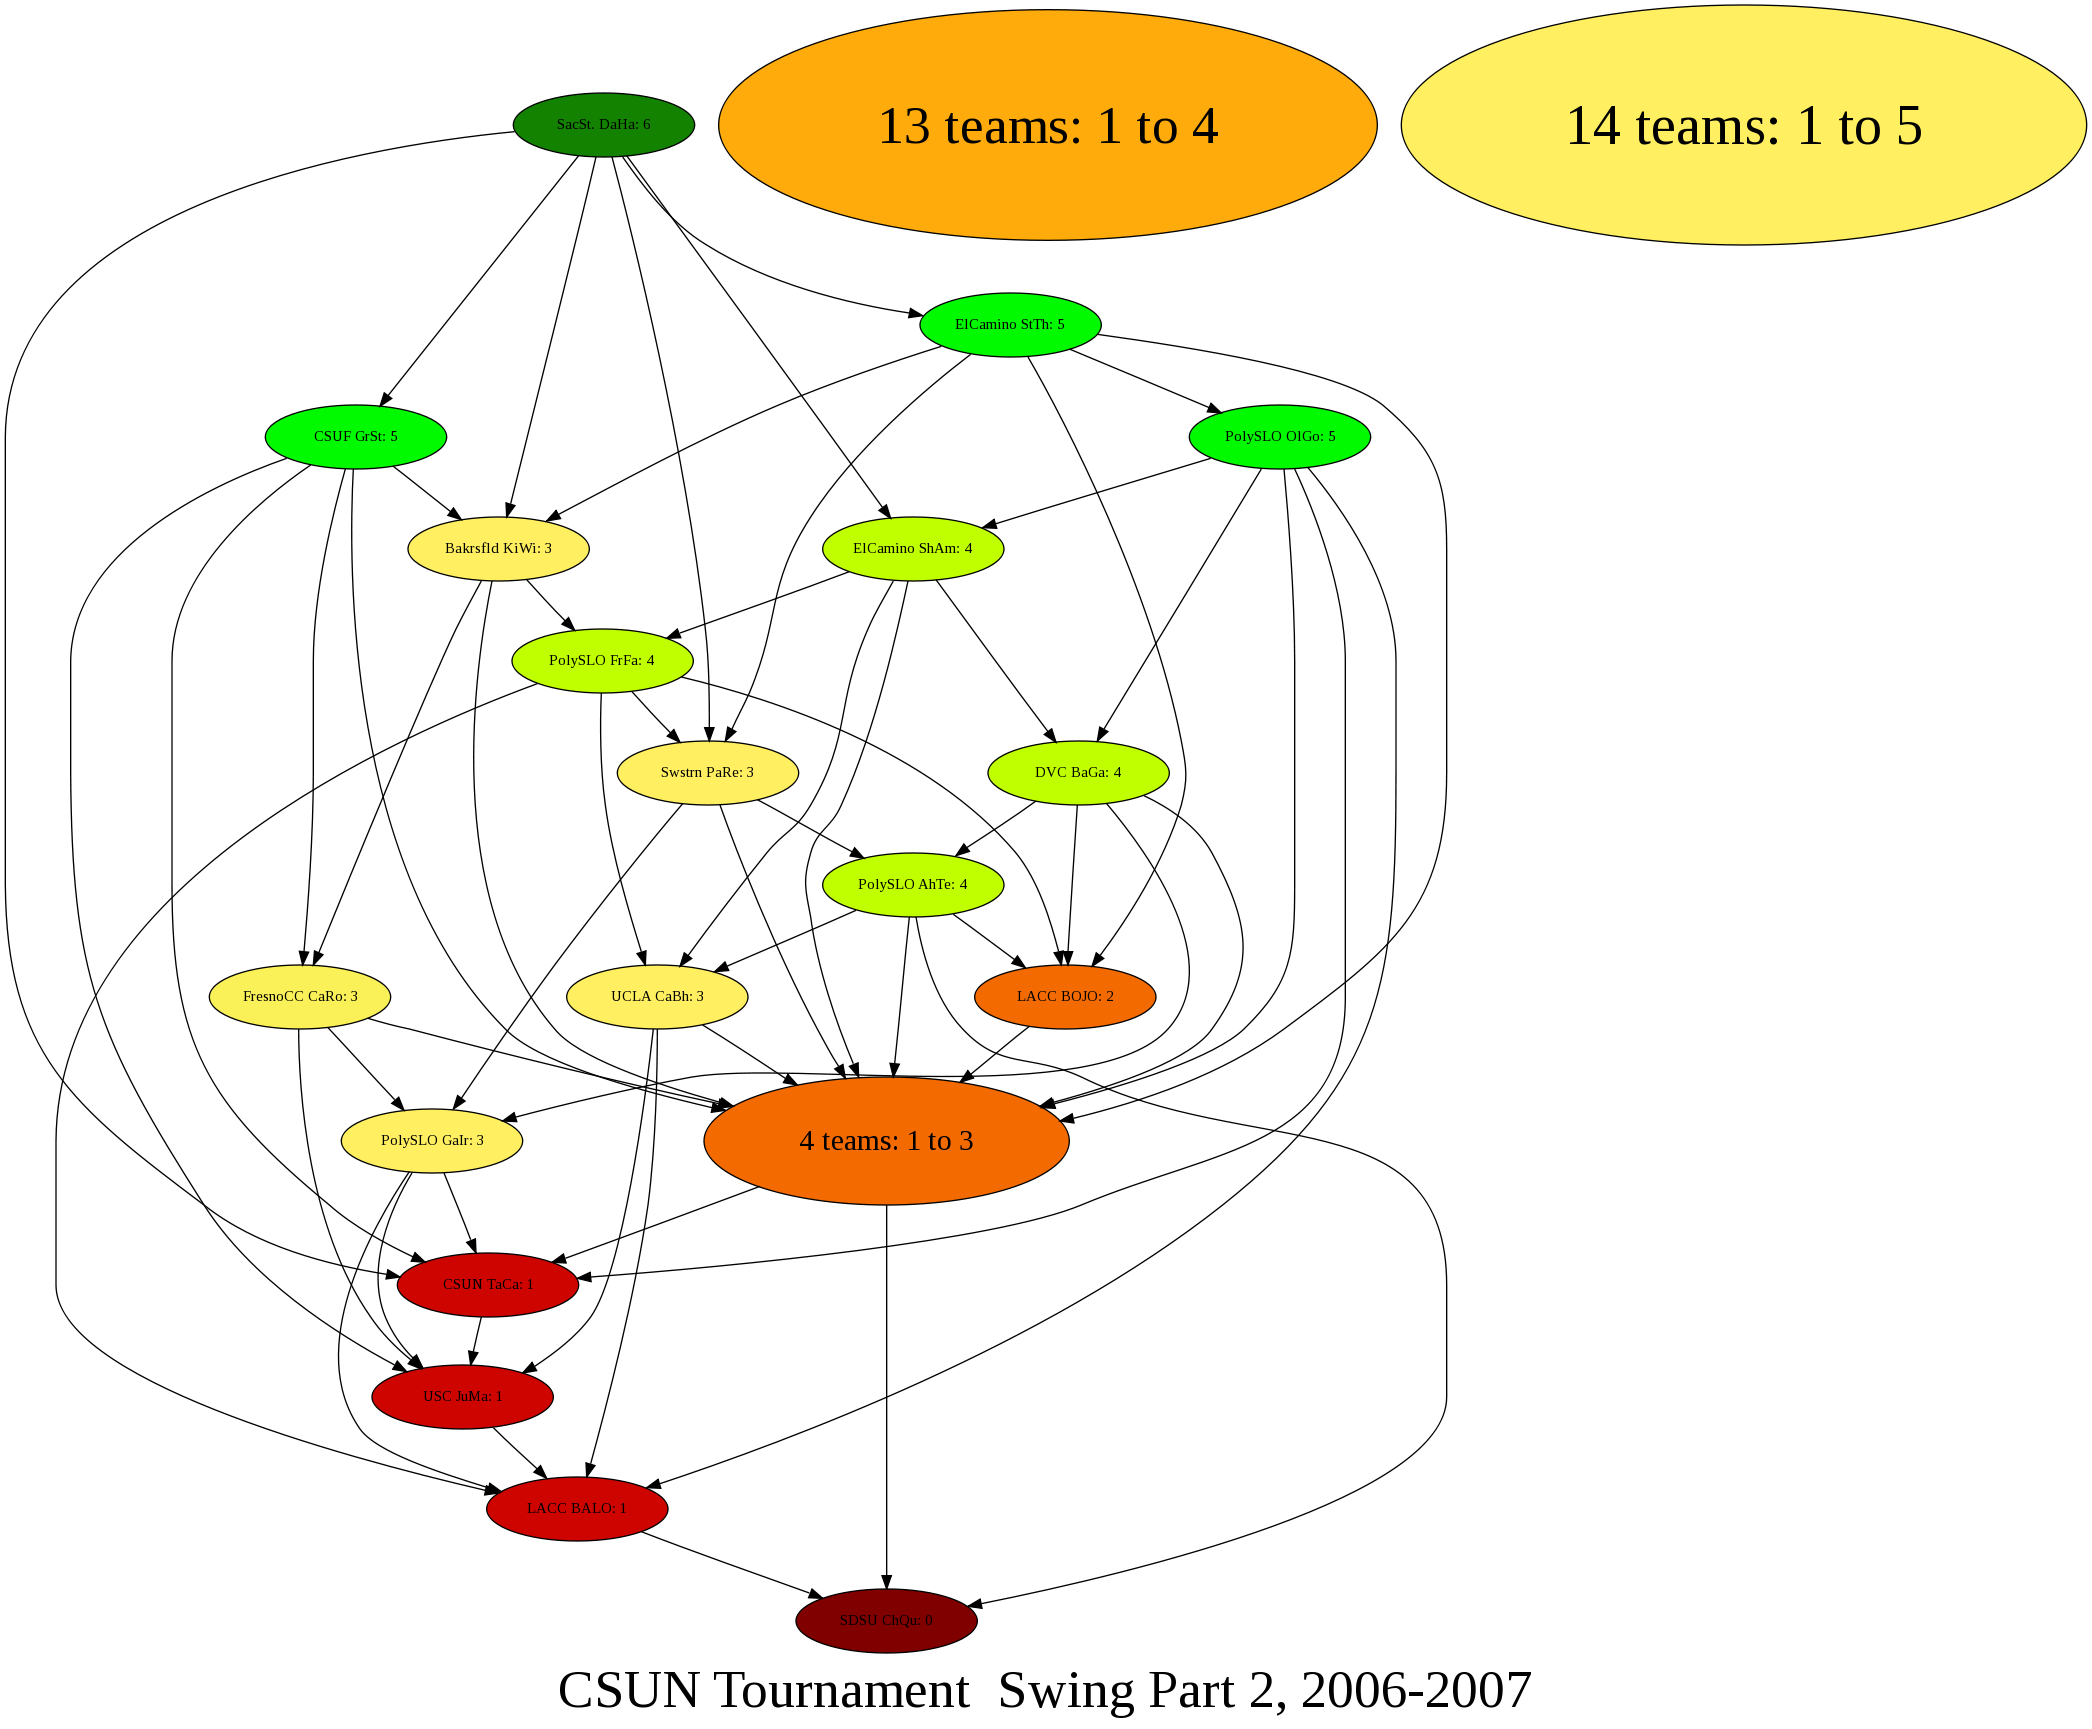 SacSt. DaHa: 6
13 teams: 1 to 4
14 teams: 1 to 5
ElCamino StTh: 5
CSUF GrSt: 5
PolySLO OlGo: 5
Bakrsfld KiWi: 3
ElCamino ShAm: 4
PolySLO FrFa: 4
Swstrn PaRe: 3
DVC BaGa: 4
PolySLO AhTe: 4
FresnoCC CaRo: 3
UCLA CaBh: 3
LACC BOJO: 2
PolySLO GaIr: 3
4 teams: 1 to 3
CSUN TaCa: 1
USC JuMa: 1
LACC BALO: 1
SDSU ChQu: 0
CSUN Tournament  Swing Part 2, 2006-2007